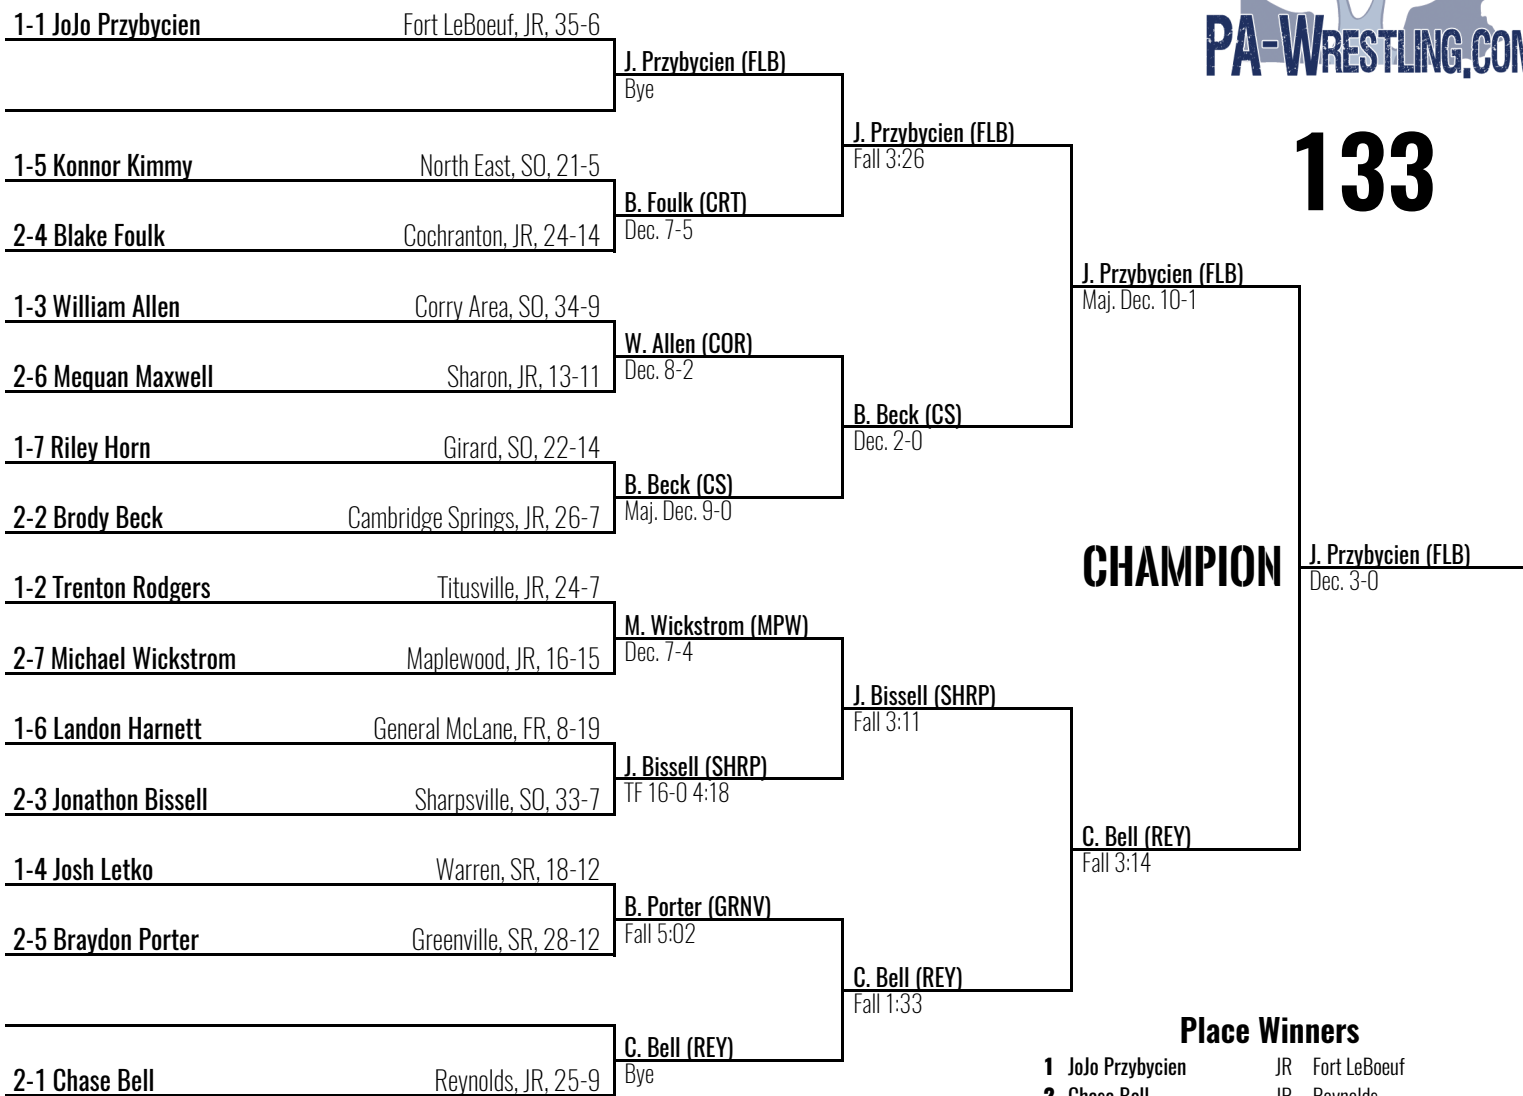 PA-WRESTLING.COM
133
1-1 JoJo Przybycien Fort LeBoeuf, JR, 35-6
J. Przybycien (FLB)
Bye
J. Przybycien (FLB)
Fall 3:26
1-5 Konnor Kimmy North East, SO, 21-5
B. Foulk (CRT)
Dec. 7-5
2-4 Blake Foulk Cochranton, JR, 24-14
J. Przybycien (FLB)
Maj. Dec. 10-1
1-3 William Allen Corry Area, SO, 34-9
W. Allen (COR)
Dec. 8-2
2-6 Mequan Maxwell Sharon, JR, 13-11
B. Beck (CS)
Dec. 2-0
1-7 Riley Horn Girard, SO, 22-14
B. Beck (CS)
Maj. Dec. 9-0
2-2 Brody Beck Cambridge Springs, JR, 26-7
CHAMPION
J. Przybycien (FLB)
Dec. 3-0
1-2 Trenton Rodgers Titusville, JR, 24-7
M. Wickstrom (MPW)
Dec. 7-4
2-7 Michael Wickstrom Maplewood, JR, 16-15
J. Bissell (SHRP)
Fall 3:11
1-6 Landon Harnett General McLane, FR, 8-19
J. Bissell (SHRP)
TF 16-0 4:18
2-3 Jonathon Bissell Sharpsville, SO, 33-7
C. Bell (REY)
Fall 3:14
1-4 Josh Letko Warren, SR, 18-12
B. Porter (GRNV)
Fall 5:02
2-5 Braydon Porter Greenville, SR, 28-12
C. Bell (REY)
Fall 1:33
C. Bell (REY)
Bye
2-1 Chase Bell Reynolds, JR, 25-9
Place Winners
1 JoJo Przybycien JR Fort LeBoeuf
2 Chase Bell JR Reynolds